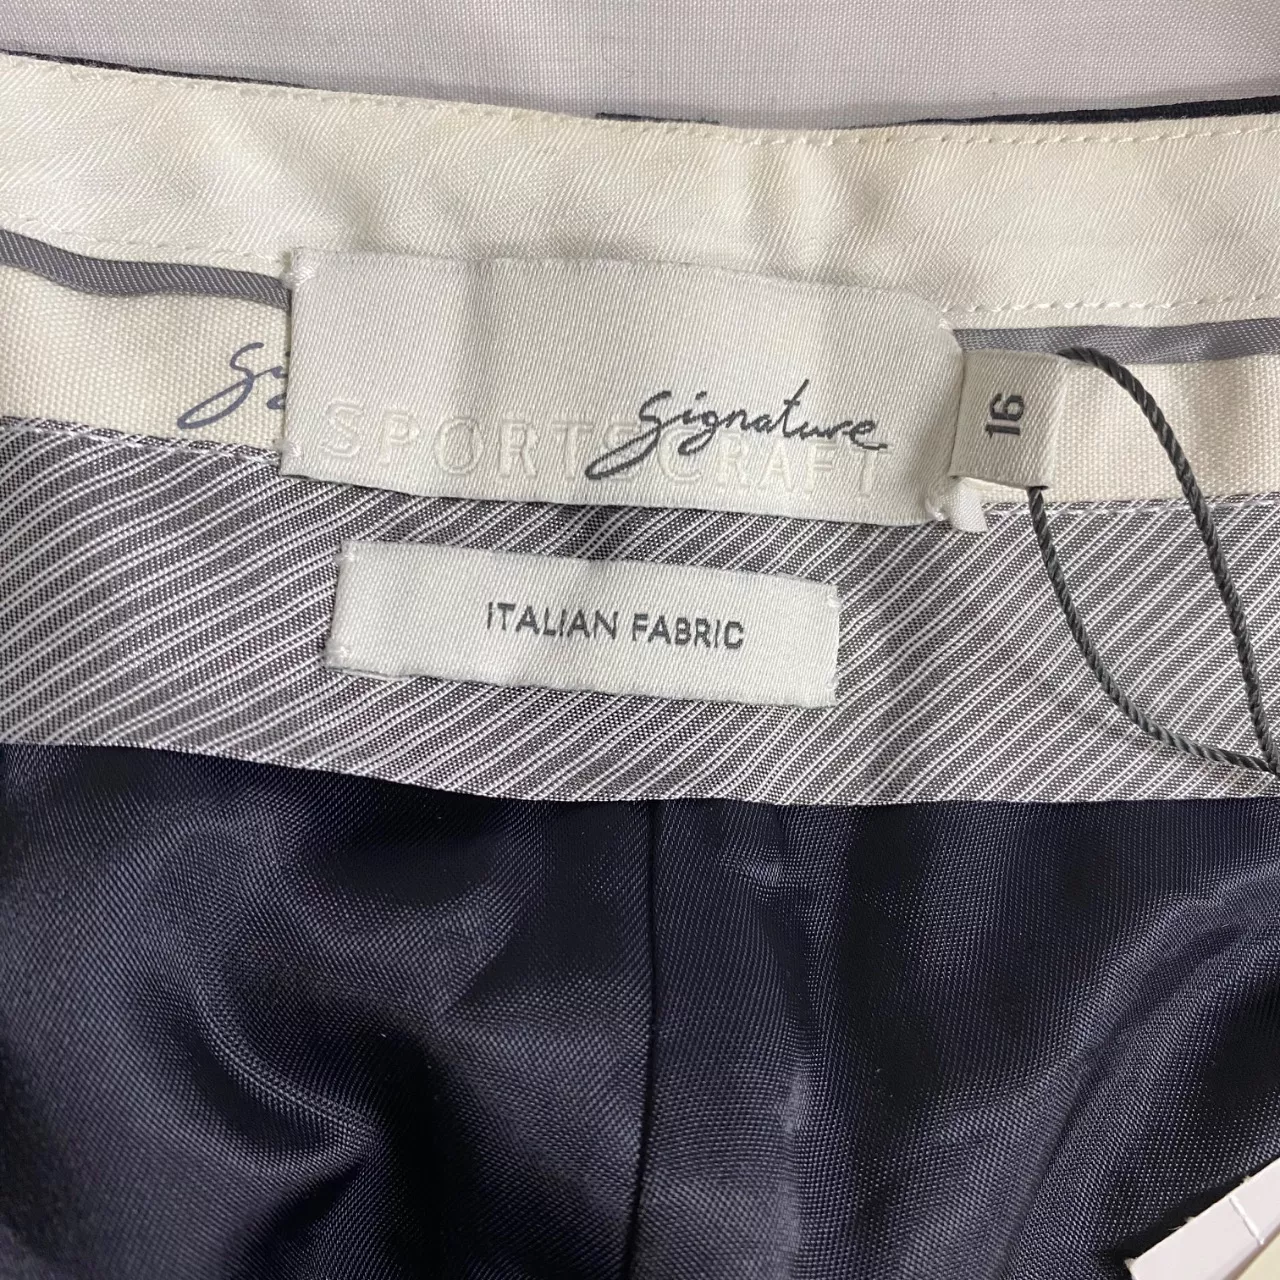 Signature
SPORTSCRAFT
16
ITALIAN FABRIC